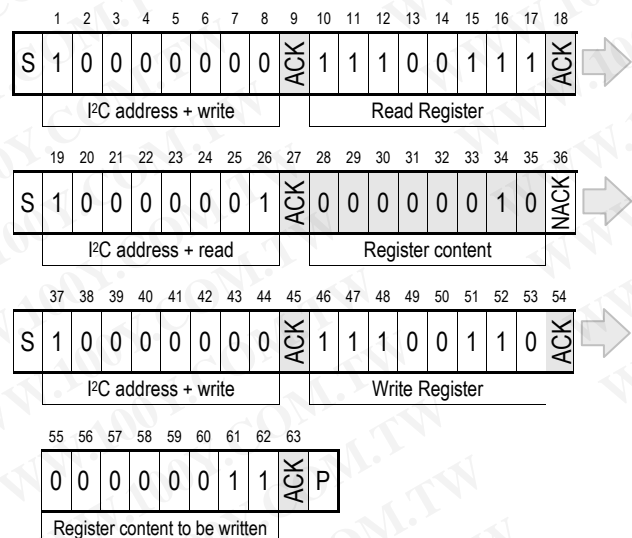 1 2 3 4 5 6 7 8 9 10 11 12 13 14 15 16 17 18
S 1 0 0 0 0 0 0 0 ACK 1 1 1 0 0 1 1 1 ACK
I²C address + write Read Register
19 20 21 22 23 24 25 26 27 28 29 30 31 32 33 34 35 36
S 1 0 0 0 0 0 0 1 ACK 0 0 0 0 0 0 1 0 NACK
I²C address + read Register content
37 38 39 40 41 42 43 44 45 46 47 48 49 50 51 52 53 54
S 1 0 0 0 0 0 0 0 ACK 1 1 1 0 0 1 1 0 ACK
I²C address + write Write Register
55 56 57 58 59 60 61 62 63
0 0 0 0 0 0 1 1 ACK P
Register content to be written